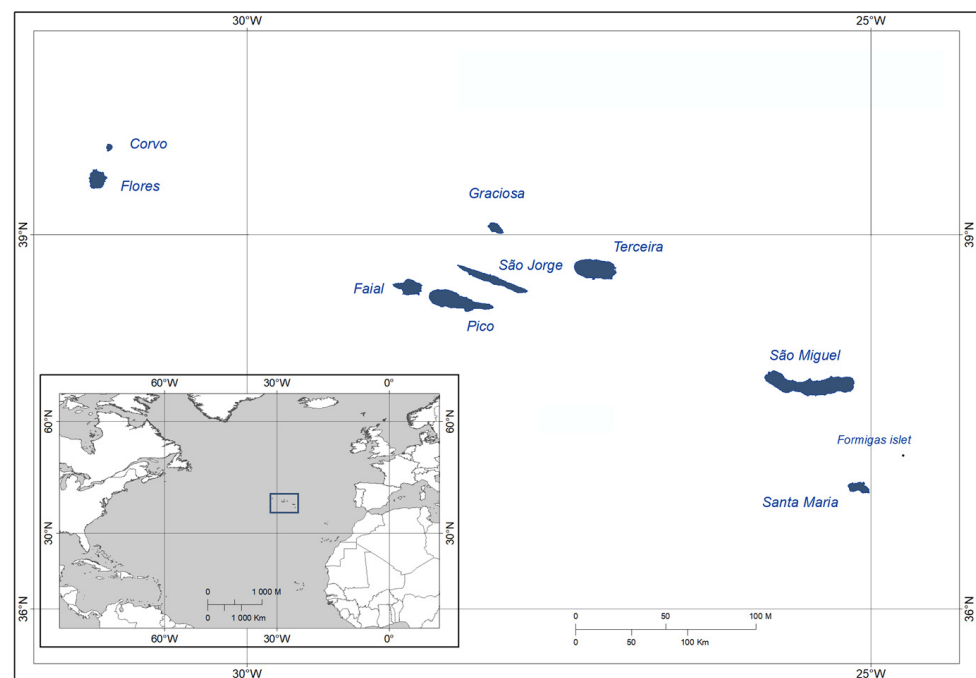 30°W 25°W
Corvo
Flores
Graciosa
39°N 39°N
Terceira
São Jorge
Faial
Pico
São Miguel
60°W 30°W 0°
60°N 60°N
Formigas islet
Santa Maria
30°N 30°N
0 1 000 M
0 1 000 Km
36°N 36°N
0 50 100 M
0 50 100 Km
60°W 30°W 0°
30°W 25°W